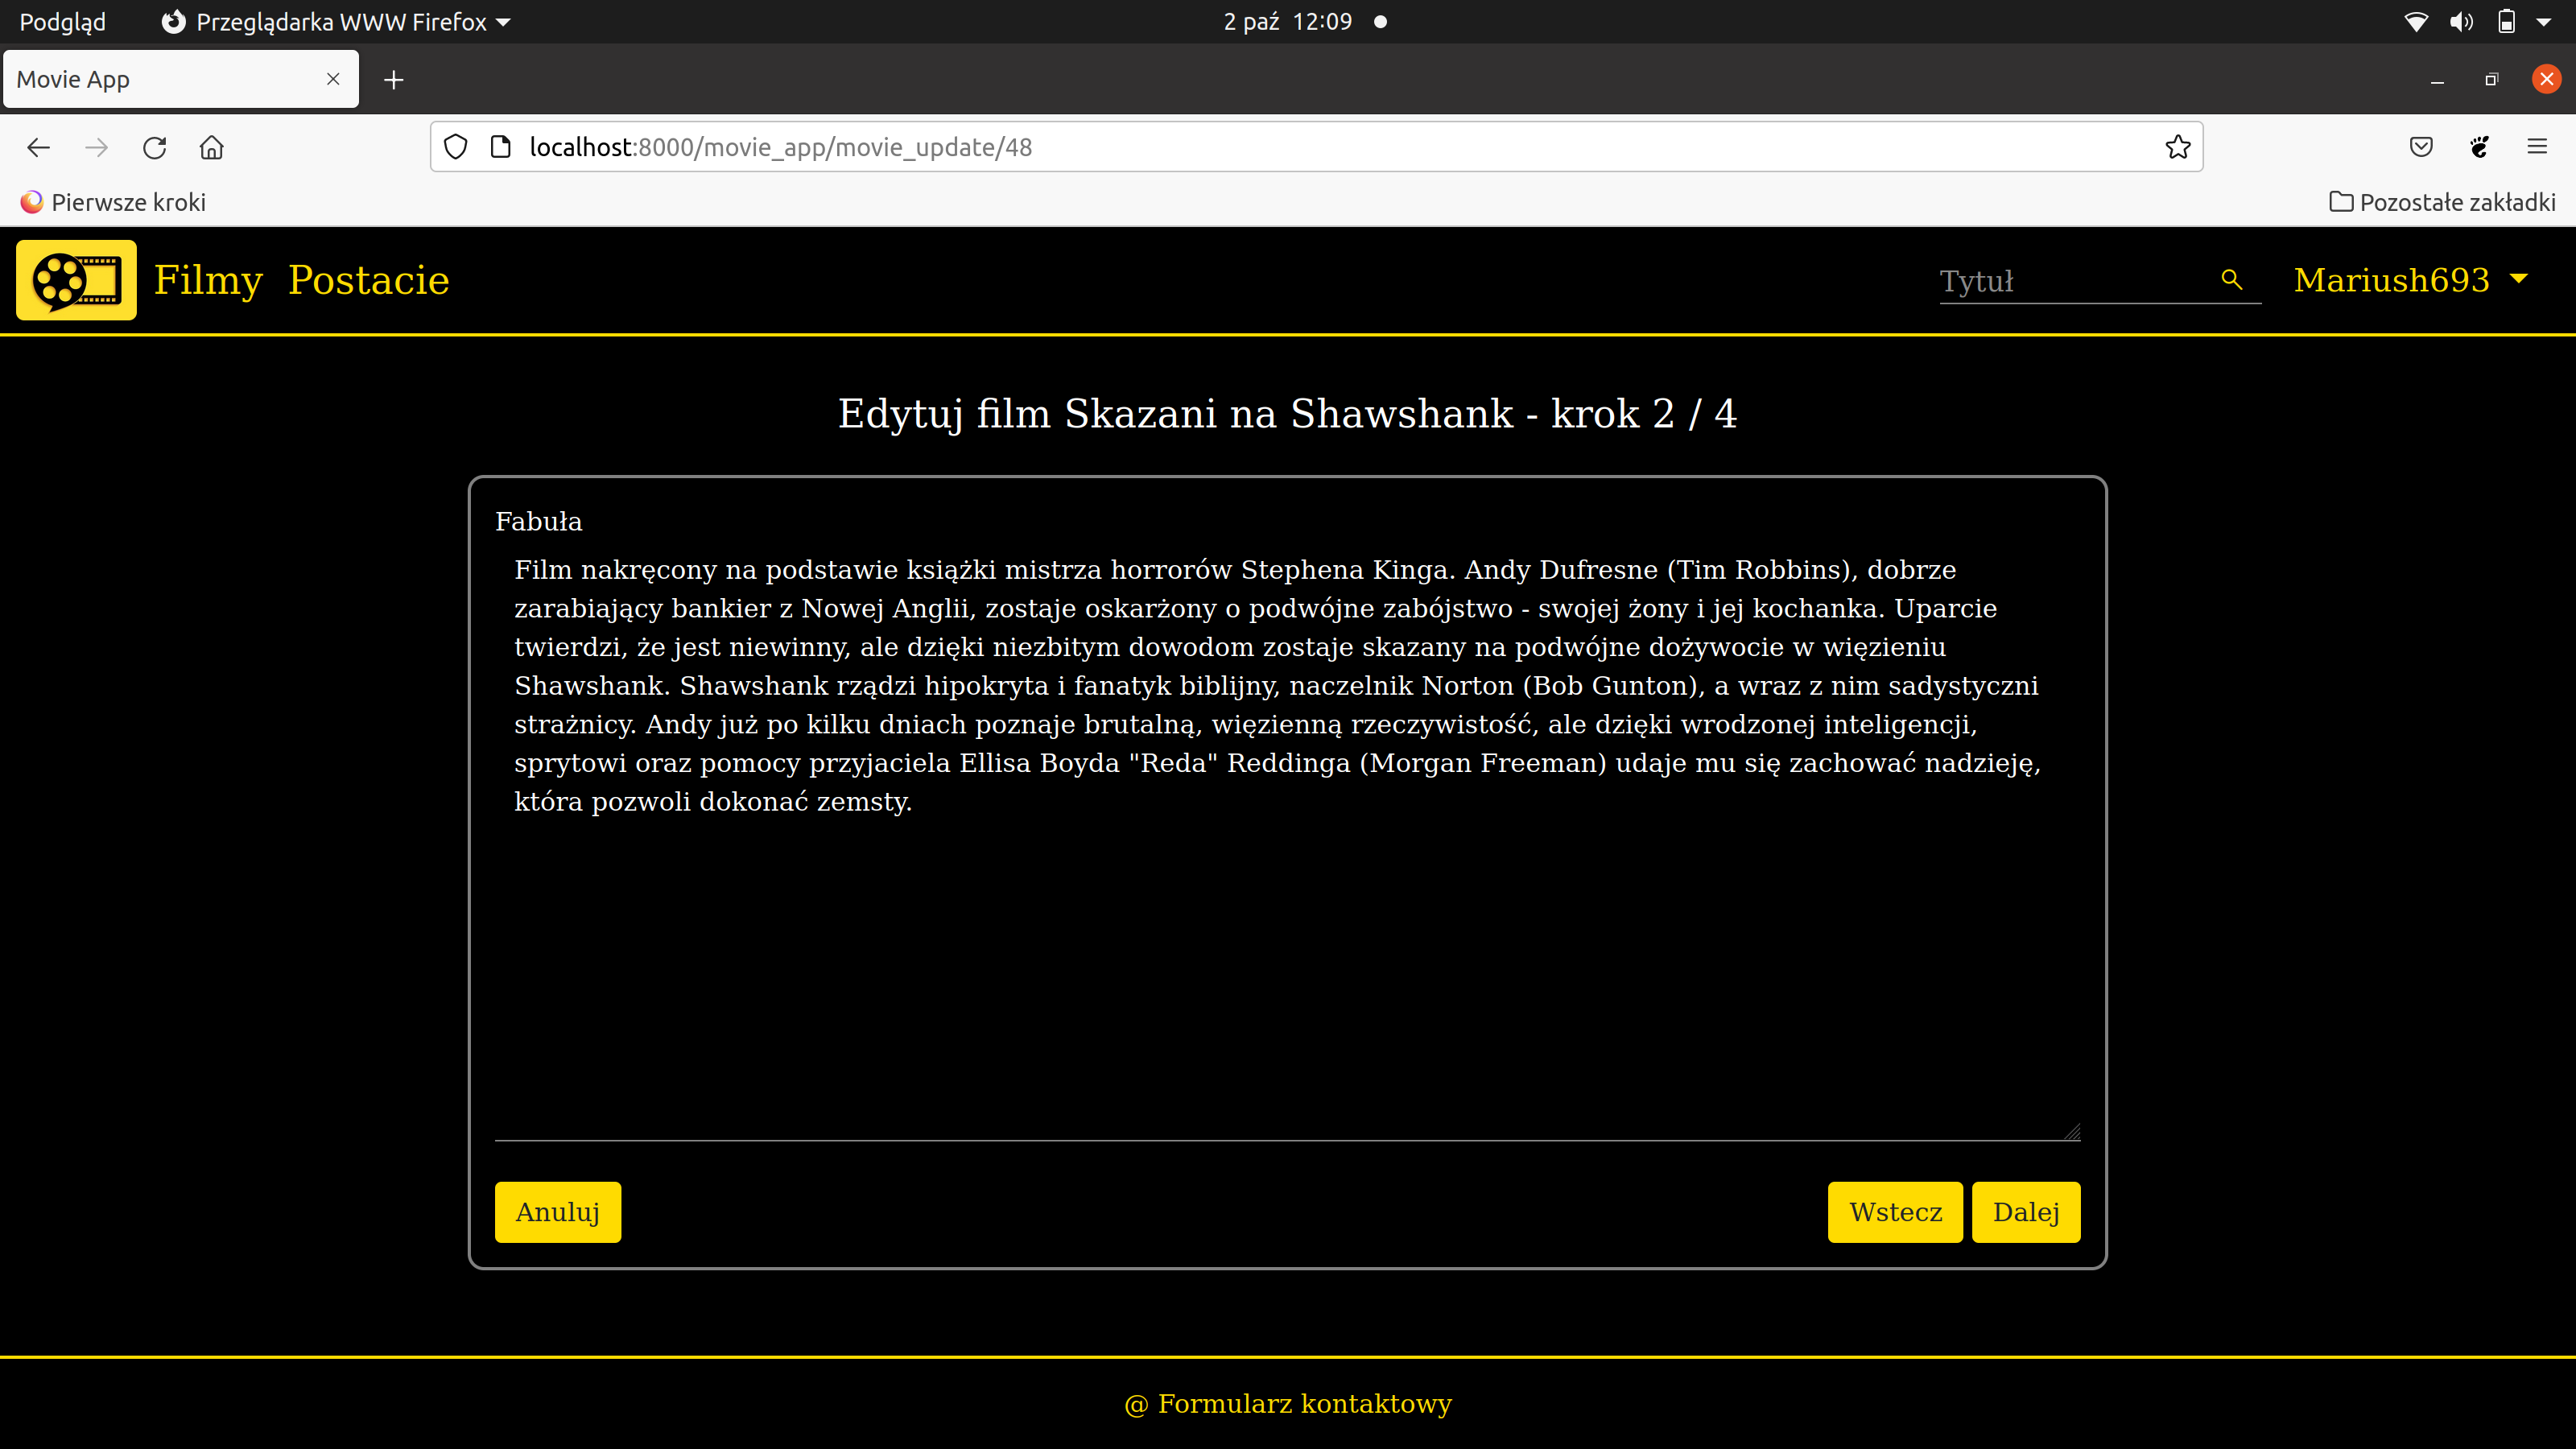 Podgląd Przeglądarka WWW Firefox 2 paź 12:09
Movie App
localhost:8000/movie_app/movie_update/48
Pierwsze kroki Pozostałe zakładki
Filmy Postacie Tytuł Mariush693
Edytuj film Skazani na Shawshank - krok 2 / 4
Fabuła
Film nakręcony na podstawie książki mistrza horrorów Stephena Kinga. Andy Dufresne (Tim Robbins), dobrze
zarabiający bankier z Nowej Anglii, zostaje oskarżony o podwójne zabójstwo - swojej żony i jej kochanka. Uparcie
twierdzi, że jest niewinny, ale dzięki niezbitym dowodom zostaje skazany na podwójne dożywocie w więzieniu
Shawshank. Shawshank rządzi hipokryta i fanatyk biblijny, naczelnik Norton (Bob Gunton), a wraz z nim sadystyczni
strażnicy. Andy już po kilku dniach poznaje brutalną, więzienną rzeczywistość, ale dzięki wrodzonej inteligencji,
sprytowi oraz pomocy przyjaciela Ellisa Boyda "Reda" Reddinga (Morgan Freeman) udaje mu się zachować nadzieję,
która pozwoli dokonać zemsty.
Anuluj Wstecz Dalej
@ Formularz kontaktowy